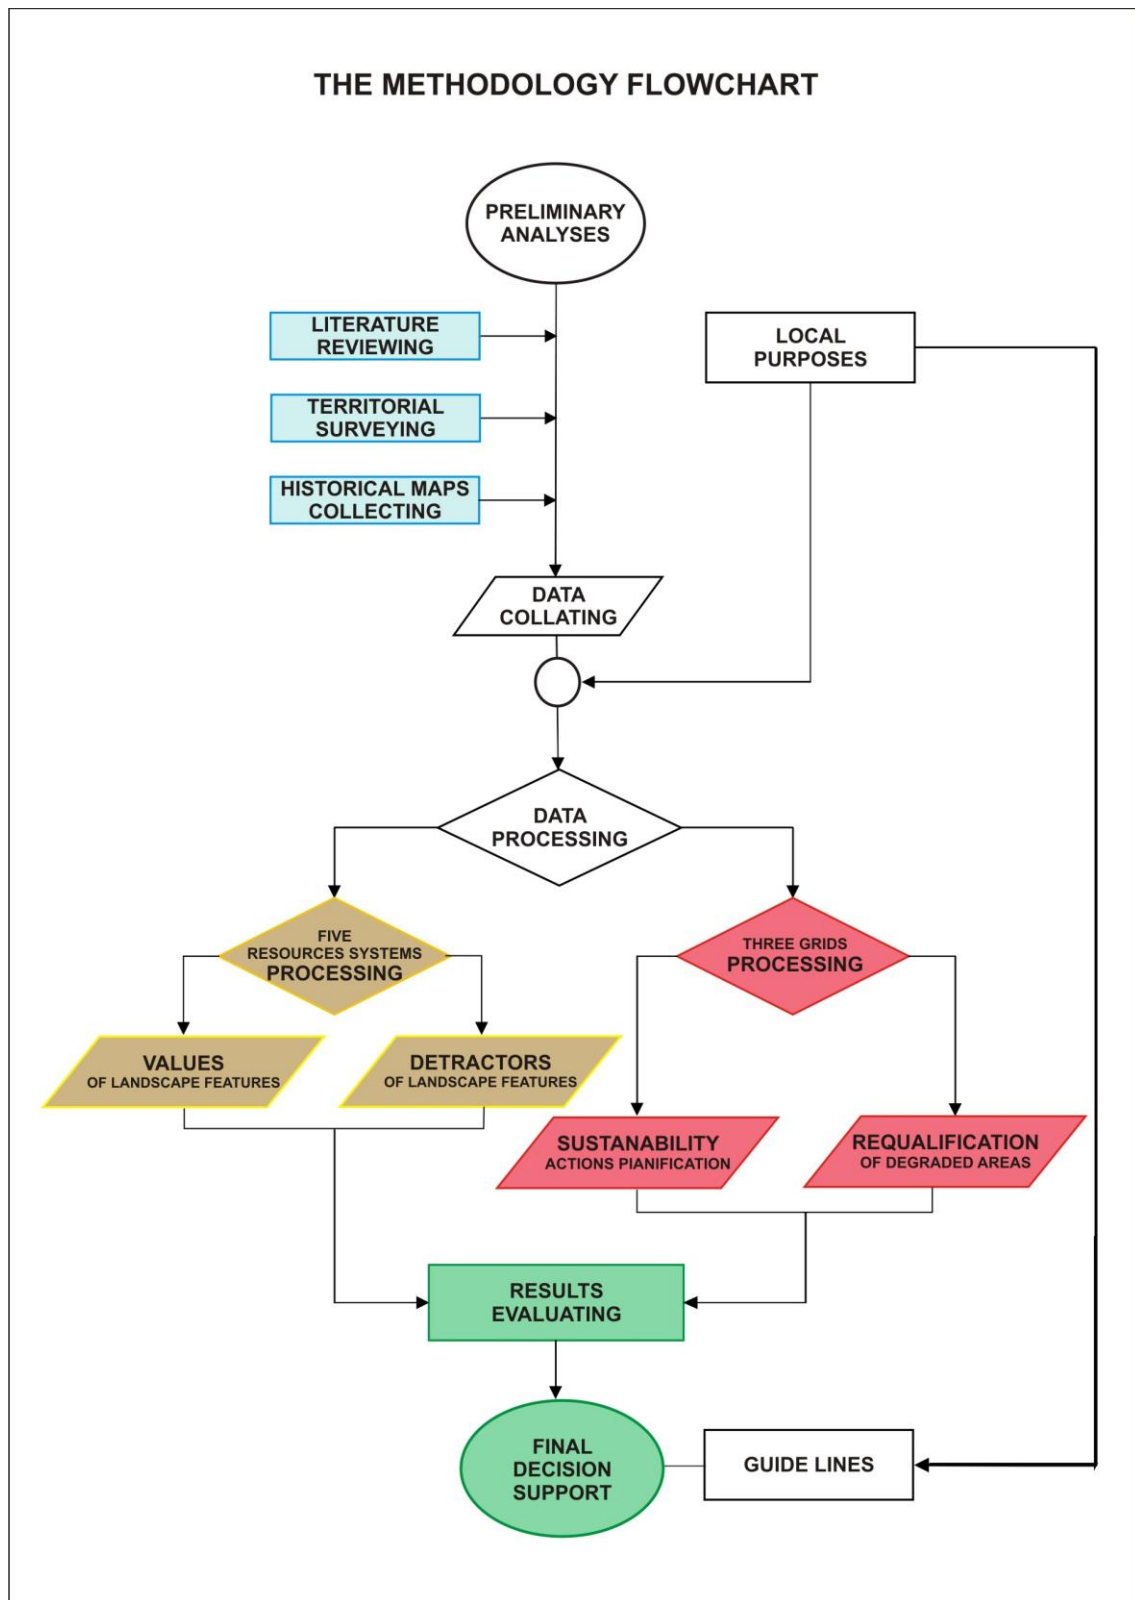 THE METHODOLOGY FLOWCHART
PRELIMINARY
ANALYSES
LITERATURE
REVIEWING
LOCAL
PURPOSES
TERRITORIAL
SURVEYING
HISTORICAL MAPS
COLLECTING
DATA
COLLATING
DATA
PROCESSING
FIVE
RESOURCES SYSTEMS
PROCESSING
THREE GRIDS
PROCESSING
VALUES
OF LANDSCAPE FEATURES
DETRACTORS
OF LANDSCAPE FEATURES
SUSTANABILITY
ACTIONS PIANIFICATION
REQUALIFICATION
OF DEGRADED AREAS
RESULTS
EVALUATING
FINAL
DECISION
SUPPORT
GUIDE LINES